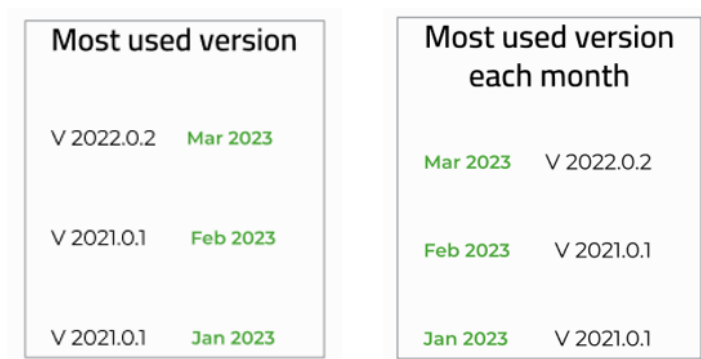 Most used version
V 2022.0.2 Mar 2023
V 2021.0.1 Feb 2023
V 2021.0.1 Jan 2023
Most used version
each month
Mar 2023 V 2022.0.2
Feb 2023 V 2021.0.1
Jan 2023 V 2021.0.1